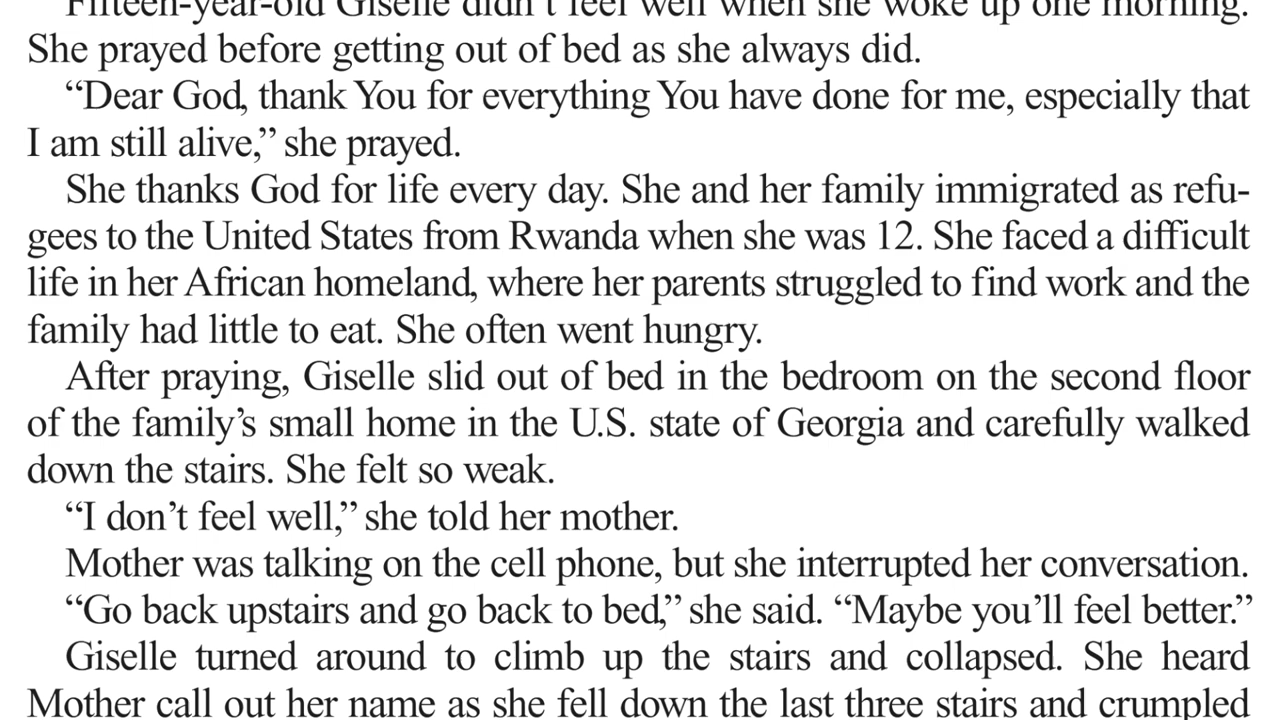 Fifteen-year-old Giselle didn’t feel well when she woke up one morning.
She prayed before getting out of bed as she always did.
“Dear God, thank You for everything You have done for me, especially that
I am still alive,” she prayed.
She thanks God for life every day. She and her family immigrated as refu-
gees to the United States from Rwanda when she was 12. She faced a difficult
life in her African homeland, where her parents struggled to find work and the
family had little to eat. She often went hungry.
After praying, Giselle slid out of bed in the bedroom on the second floor
of the family’s small home in the U.S. state of Georgia and carefully walked
down the stairs. She felt so weak.
“I don’t feel well,” she told her mother.
Mother was talking on the cell phone, but she interrupted her conversation.
“Go back upstairs and go back to bed,” she said. “Maybe you’ll feel better.”
Giselle turned around to climb up the stairs and collapsed. She heard
Mother call out her name as she fell down the last three stairs and crumpled